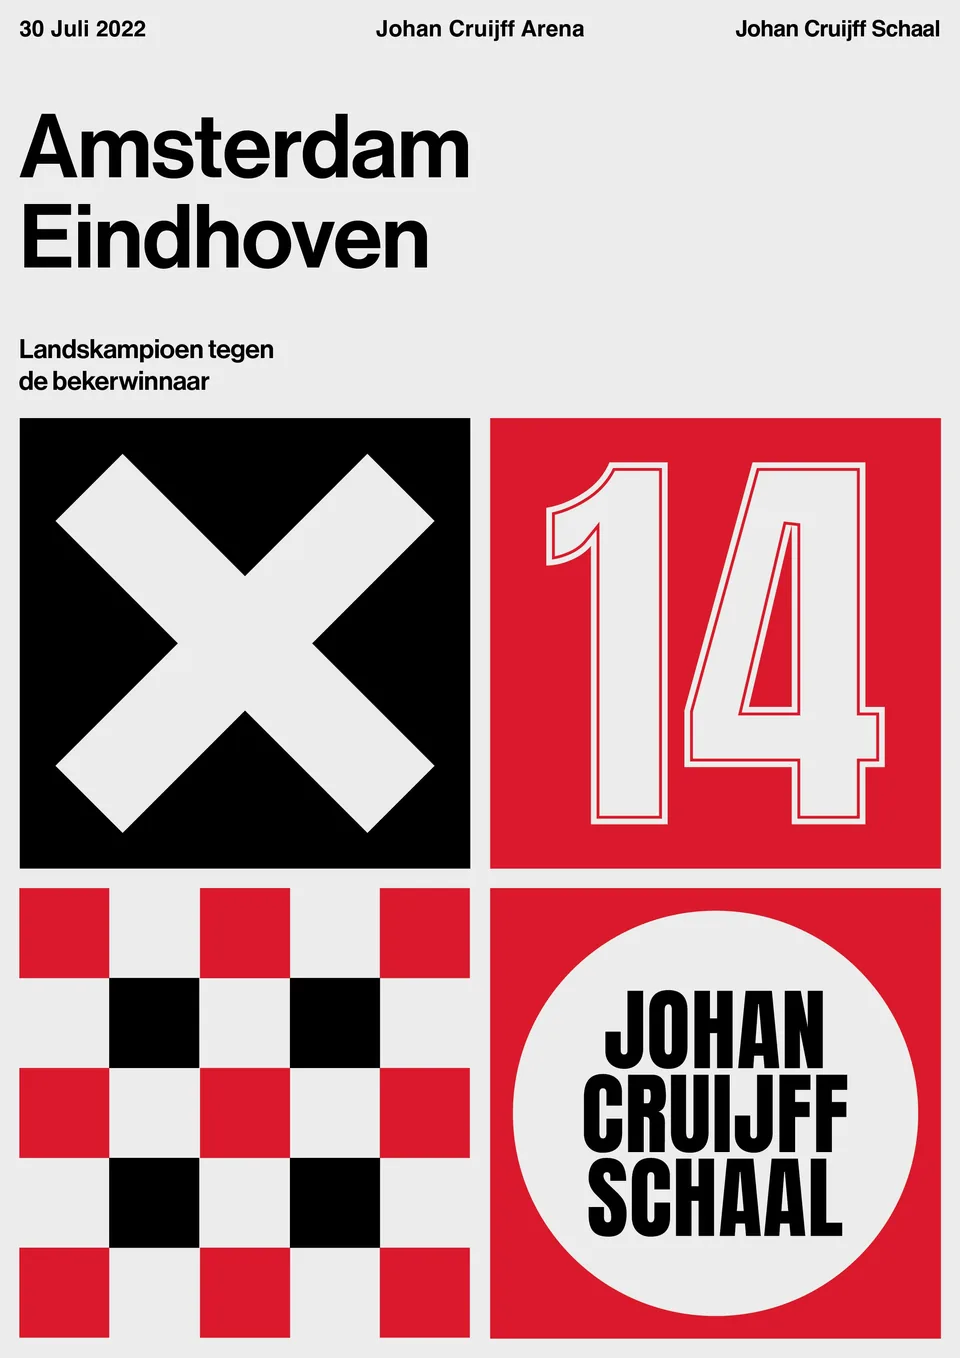 30 Juli 2022
Johan Cruijff Arena
Johan Cruijff Schaal
Amsterdam
Eindhoven
Landskampioen tegen
de bekerwinnaar
14
JOHAN
CRUIJFF
SCHAAL